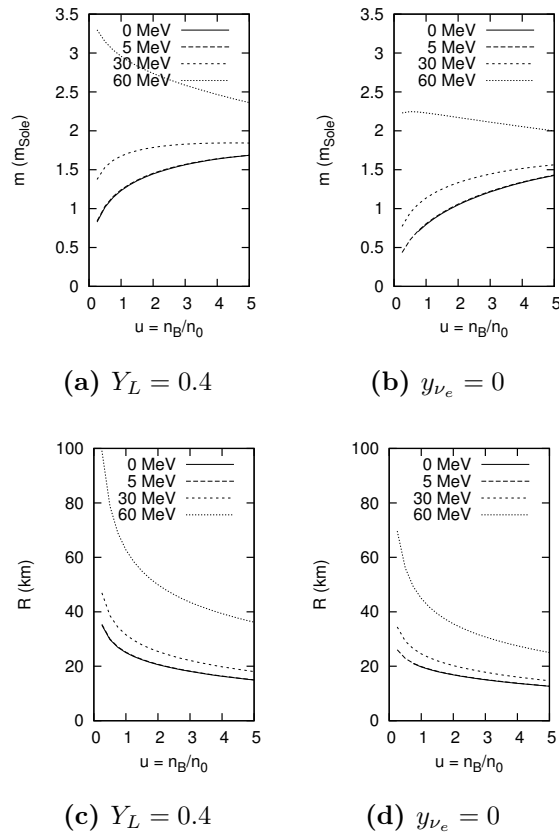 3.5
3
2.5
2
1.5
1
0.5
0
m (m_Sole)
0 MeV
5 MeV
30 MeV
60 MeV
0 1 2 3 4 5
u = n_B/n_0
(a) Y_L = 0.4
3.5
3
2.5
2
1.5
1
0.5
0
m (m_Sole)
0 MeV
5 MeV
30 MeV
60 MeV
0 1 2 3 4 5
u = n_B/n_0
(b) y_{ν_e} = 0
100
80
60
40
20
0
R (km)
0 MeV
5 MeV
30 MeV
60 MeV
0 1 2 3 4 5
u = n_B/n_0
(c) Y_L = 0.4
100
80
60
40
20
0
R (km)
0 MeV
5 MeV
30 MeV
60 MeV
0 1 2 3 4 5
u = n_B/n_0
(d) y_{ν_e} = 0